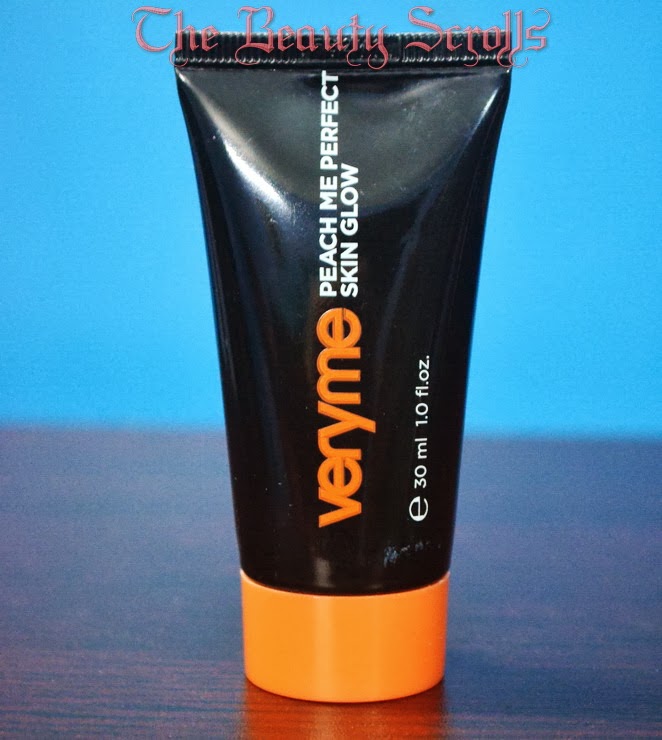 The Beauty Scrolls
PEACH ME PERFECT
SKIN GLOW
veryme
e 30 ml 1.0 fl.oz.